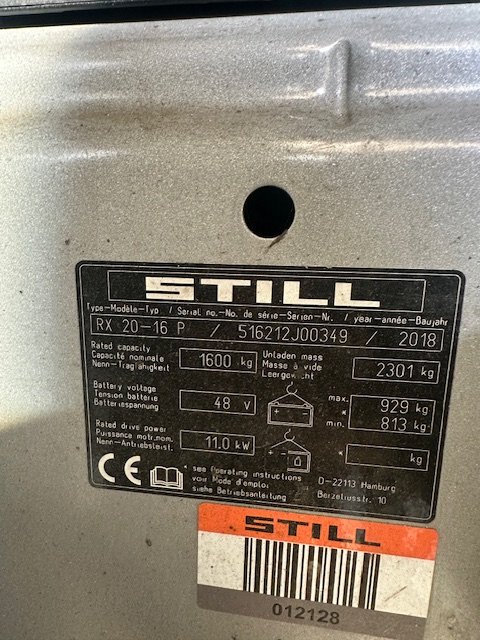 STILL
Type-Modèle-Typ / Serial no.-No. de série-Serien-Nr. / year-année-Baujahr
RX 20-16 P / 516212J00349 / 2018
Rated capacity
Capacité nominale
Nenn-Tragfähigkeit
1600 kg
Unladen mass
Masse à vide
Leergewicht
2301 kg
Battery voltage
Tension batterie
Batteriespannung
48 V
max. 929 kg
*
min. 813 kg
Rated drive power
Puissance motr.nom.
Nenn-Antriebsleist.
11.0 kW
* kg
CE
* see Operating instructions
voir Mode d'emploi
siehe Betriebsanleitung
D-22113 Hamburg
Berzeliusstr. 10
STILL
012128